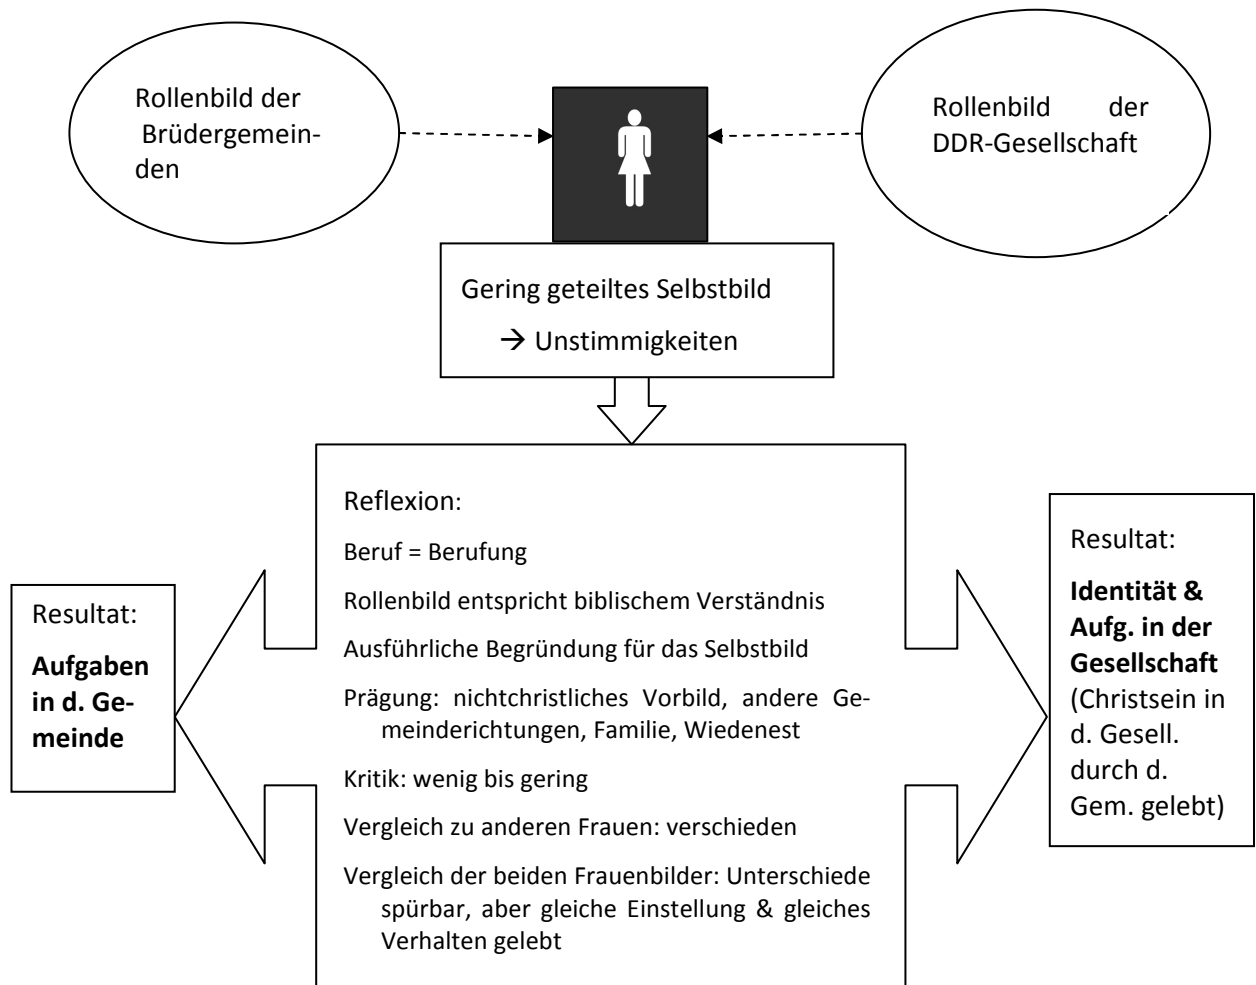 Rollenbild der
Brüdergemein-
den
Rollenbild der
DDR-Gesellschaft
Gering geteiltes Selbstbild
→ Unstimmigkeiten
Reflexion:
Beruf = Berufung
Rollenbild entspricht biblischem Verständnis
Ausführliche Begründung für das Selbstbild
Prägung: nichtchristliches Vorbild, andere Ge-
meinderichtungen, Familie, Wiedenest
Kritik: wenig bis gering
Vergleich zu anderen Frauen: verschieden
Vergleich der beiden Frauenbilder: Unterschiede
spürbar, aber gleiche Einstellung & gleiches
Verhalten gelebt
Resultat:
Aufgaben
in d. Ge-
meinde
Resultat:
Identität &
Aufg. in der
Gesellschaft
(Christsein in
d. Gesell.
durch d.
Gem. gelebt)